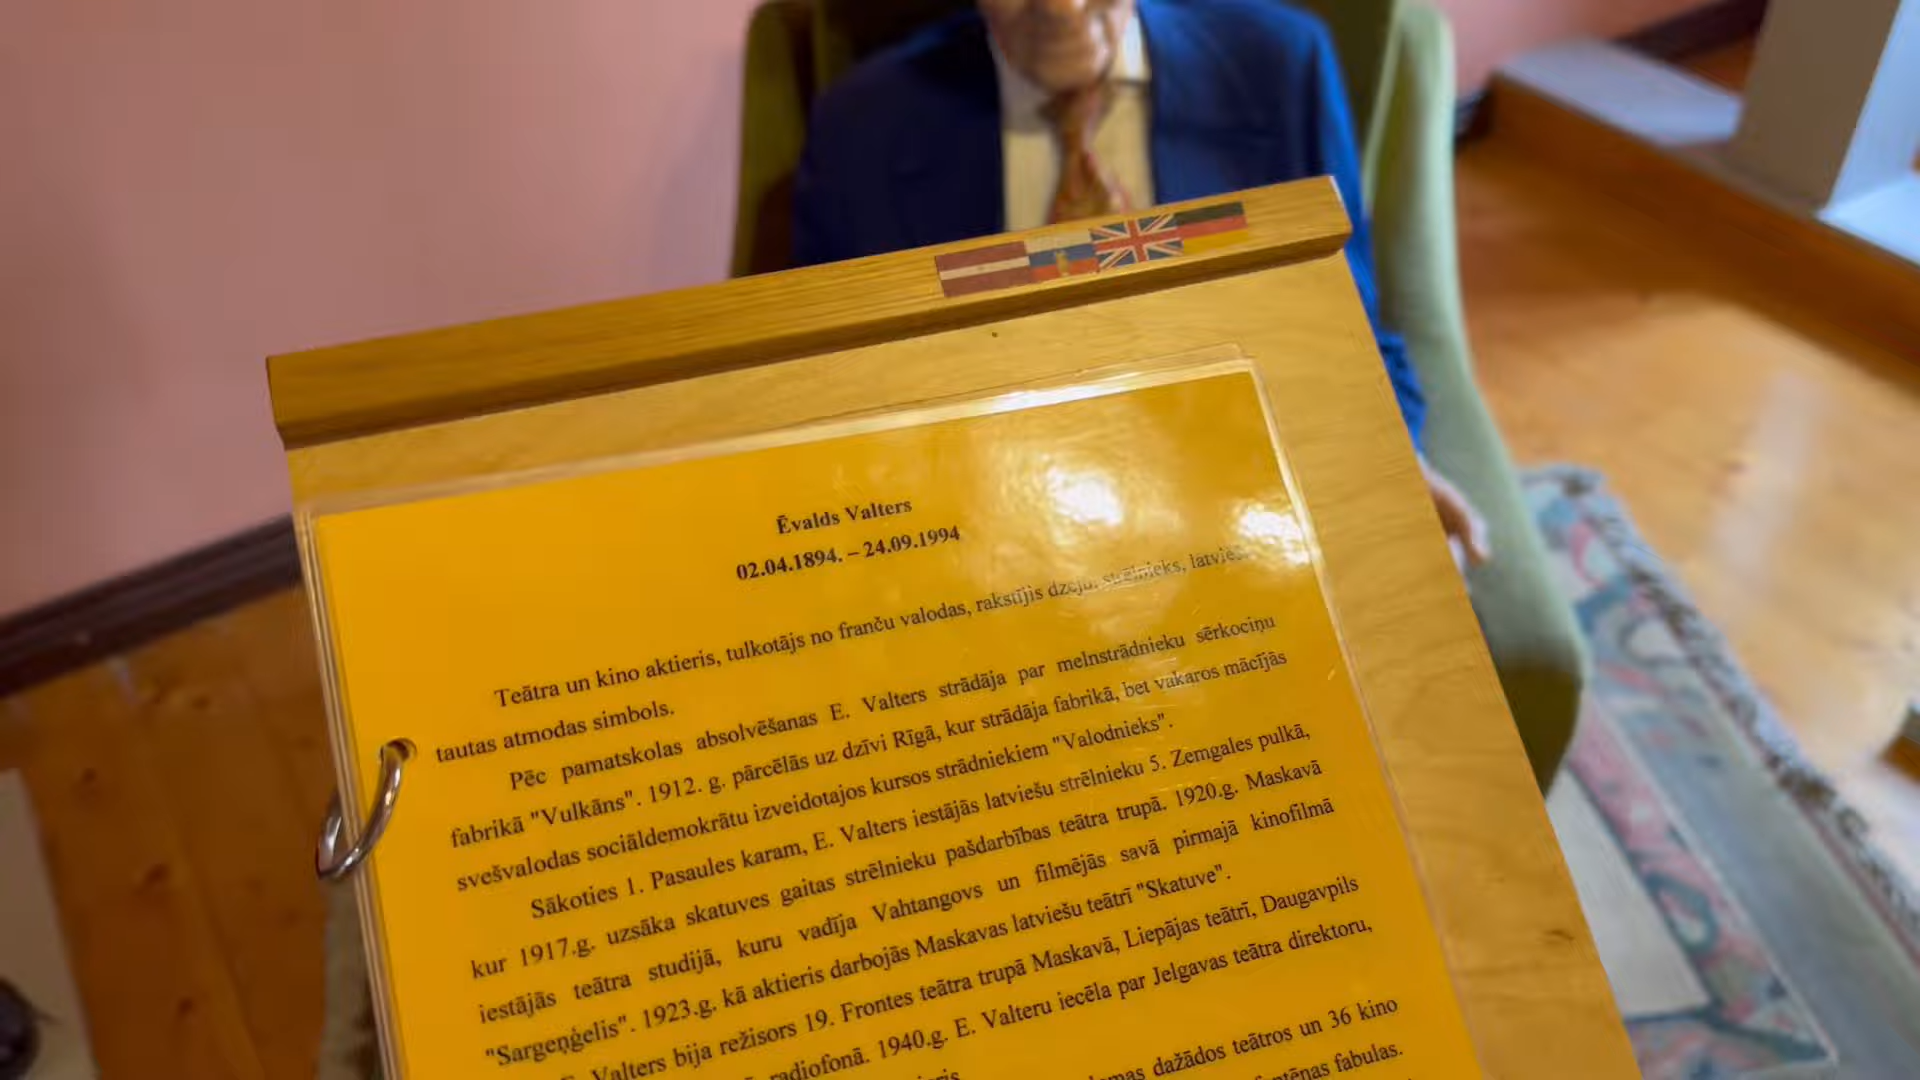 Ēvalds Valters
02.04.1894. – 24.09.1994
Teātra un kino aktieris, tulkotājs no franču valodas, rakstījis dzeju, strēlnieks,
tautas atmodas simbols.
Pēc pamatskolas absolvēšanas E. Valters strādāja par melnstrādnieku sērkociņu
fabrikā "Vulkāns". 1912. g. pārcēlās uz dzīvi Rīgā, kur strādāja fabrikā, bet vakaros mācījās
svešvalodas sociāldemokrātu izveidotajos kursos strādniekiem "Valodnieks".
Sākoties 1. Pasaules karam, E. Valters iestājās latviešu strēlnieku 5. Zemgales pulkā,
kur 1917.g. uzsāka skatuves gaitas strēlnieku pašdarbības teātra trupā. 1920.g. Maskavā
iestājās teātra studijā, kuru vadīja Vahtangovs un filmējās savā pirmajā kinofilmā
"Sargeņģelis". 1923.g. kā aktieris darbojās Maskavas latviešu teātrī "Skatuve".
Valters bija režisors 19. Frontes teātra trupā Maskavā, Liepājas teātrī, Daugavpils
radiofonā. 1940.g. E. Valteru iecēla par Jelgavas teātra direktoru,
dažādos teātros un 36 kino
fabulas.